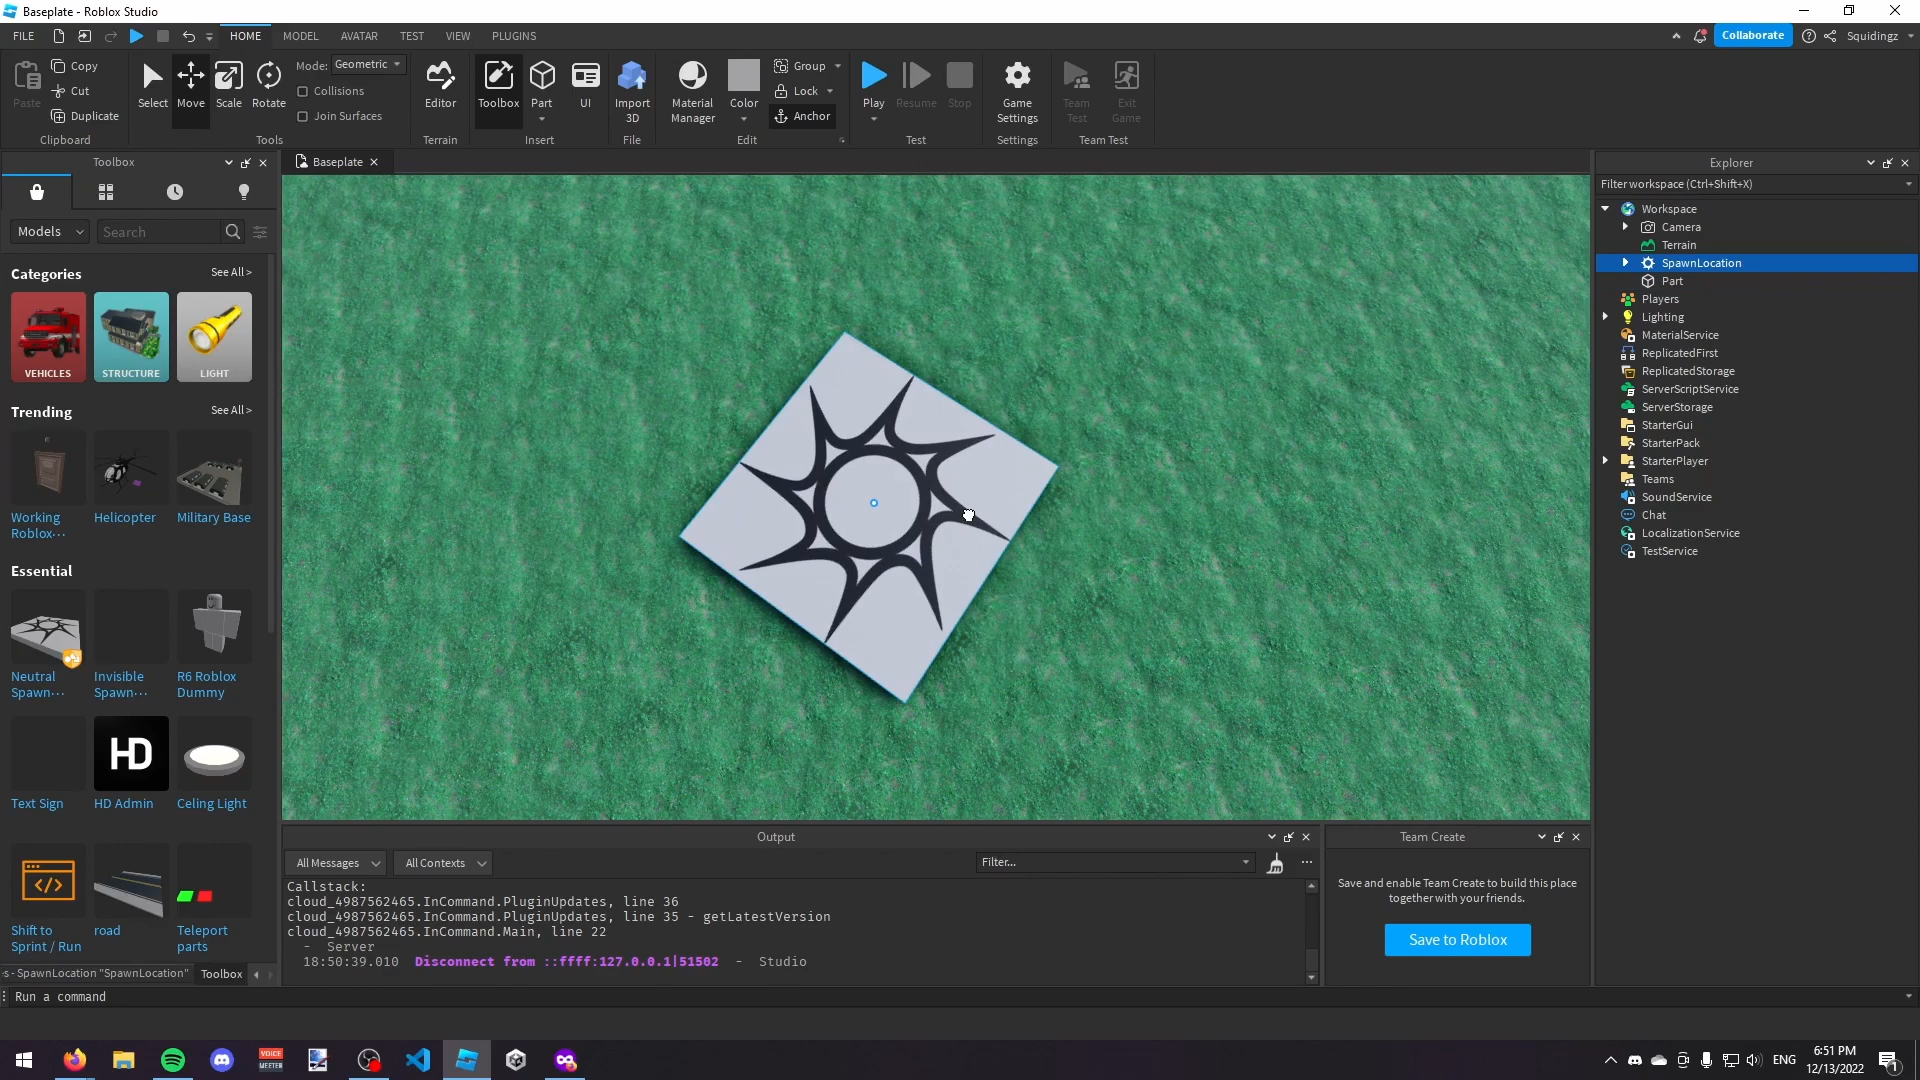 Baseplate - Roblox Studio
FILE HOME MODEL AVATAR TEST VIEW PLUGINS Collaborate Squidingz
Paste Copy Cut Duplicate Clipboard
Select Move Scale Rotate Mode: Geometric Collisions Join Surfaces Tools
Editor Terrain
Toolbox Part UI Insert
Import 3D File
Material Manager Color Group Lock Anchor Edit
Play Resume Stop Test
Game Settings Settings
Team Test Exit Game Team Test
Toolbox
Models Search
Categories See All >
VEHICLES STRUCTURE LIGHT
Trending See All >
Working Roblox··· Helicopter Military Base
Essential
Neutral Spawn··· Invisible Spawn··· R6 Roblox Dummy
HD
Text Sign HD Admin Celing Light
Shift to Sprint / Run road Teleport parts
s - SpawnLocation "SpawnLocation" Toolbox
Baseplate
Output
All Messages All Contexts Filter...
Callstack:
cloud_4987562465.InCommand.PluginUpdates, line 36
cloud_4987562465.InCommand.PluginUpdates, line 35 - getLatestVersion
cloud_4987562465.InCommand.Main, line 22
- Server
18:50:39.010 Disconnect from ::ffff:127.0.0.1|51502 - Studio
Team Create
Save and enable Team Create to build this place
together with your friends.
Save to Roblox
Explorer
Filter workspace (Ctrl+Shift+X)
Workspace
Camera
Terrain
SpawnLocation
Part
Players
Lighting
MaterialService
ReplicatedFirst
ReplicatedStorage
ServerScriptService
ServerStorage
StarterGui
StarterPack
StarterPlayer
Teams
SoundService
Chat
LocalizationService
TestService
Run a command
VOICE MEETER
ENG
6:51 PM
12/13/2022
1